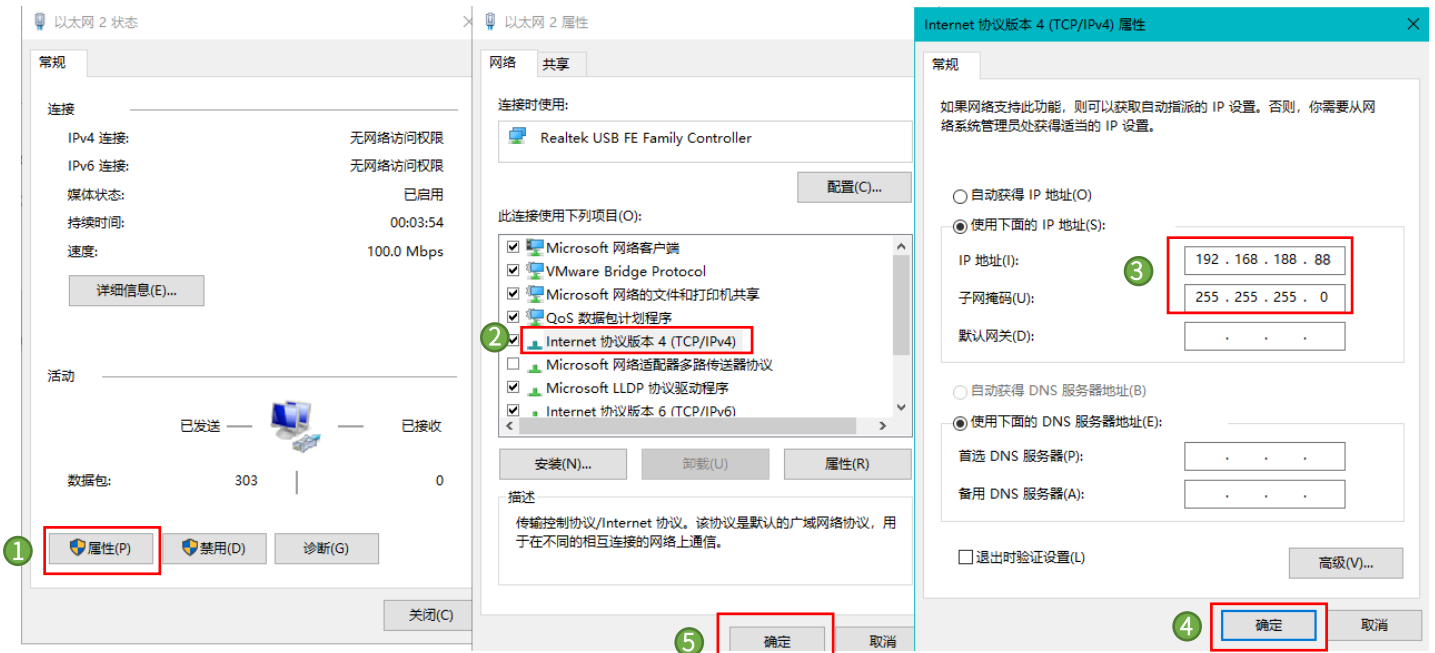 以太网 2 状态
常规
连接
IPv4 连接: 无网络访问权限
IPv6 连接: 无网络访问权限
媒体状态: 已启用
持续时间: 00:03:54
速度: 100.0 Mbps
详细信息(E)...
活动
已发送 已接收
数据包: 303 0
1
属性(P) 禁用(D) 诊断(G)
关闭(C)
以太网 2 属性
网络 共享
连接时使用:
Realtek USB FE Family Controller
配置(C)...
此连接使用下列项目(O):
Microsoft 网络客户端
VMware Bridge Protocol
Microsoft 网络的文件和打印机共享
QoS 数据包计划程序
2
Internet 协议版本 4 (TCP/IPv4)
Microsoft 网络适配器多路传送器协议
Microsoft LLDP 协议驱动程序
Internet 协议版本 6 (TCP/IPv6)
安装(N)... 卸载(U) 属性(R)
描述
传输控制协议/Internet 协议。该协议是默认的广域网络协议，用
于在不同的相互连接的网络上通信。
5
确定 取消
Internet 协议版本 4 (TCP/IPv4) 属性
常规
如果网络支持此功能，则可以获取自动指派的 IP 设置。否则，你需要从网
络系统管理员处获得适当的 IP 设置。
自动获得 IP 地址(O)
使用下面的 IP 地址(S):
3
IP 地址(I): 192 . 168 . 188 . 88
子网掩码(U): 255 . 255 . 255 . 0
默认网关(D): . . .
自动获得 DNS 服务器地址(B)
使用下面的 DNS 服务器地址(E):
首选 DNS 服务器(P): . . .
备用 DNS 服务器(A): . . .
退出时验证设置(L)
高级(V)...
4
确定 取消